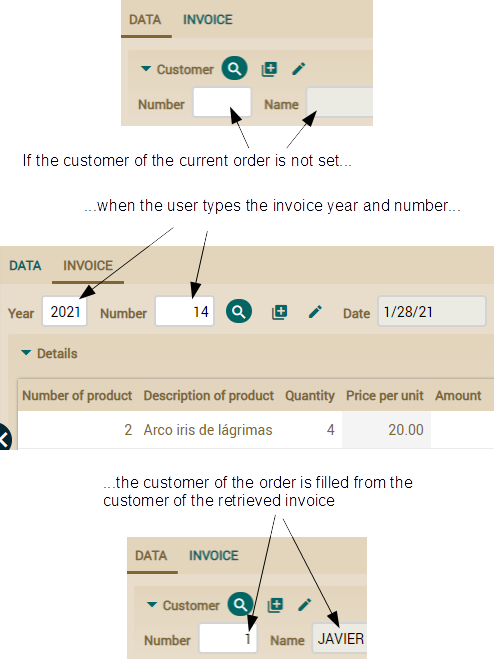 DATA INVOICE
Customer
Number Name
If the customer of the current order is not set...
...when the user types the invoice year and number...
DATA INVOICE
Year 2021 Number 14 Date 1/28/21
Details
Number of product Description of product Quantity Price per unit Amount
2 Arco iris de lágrimas 4 20.00
...the customer of the order is filled from the
customer of the retrieved invoice
DATA INVOICE
Customer
Number 1 Name JAVIER